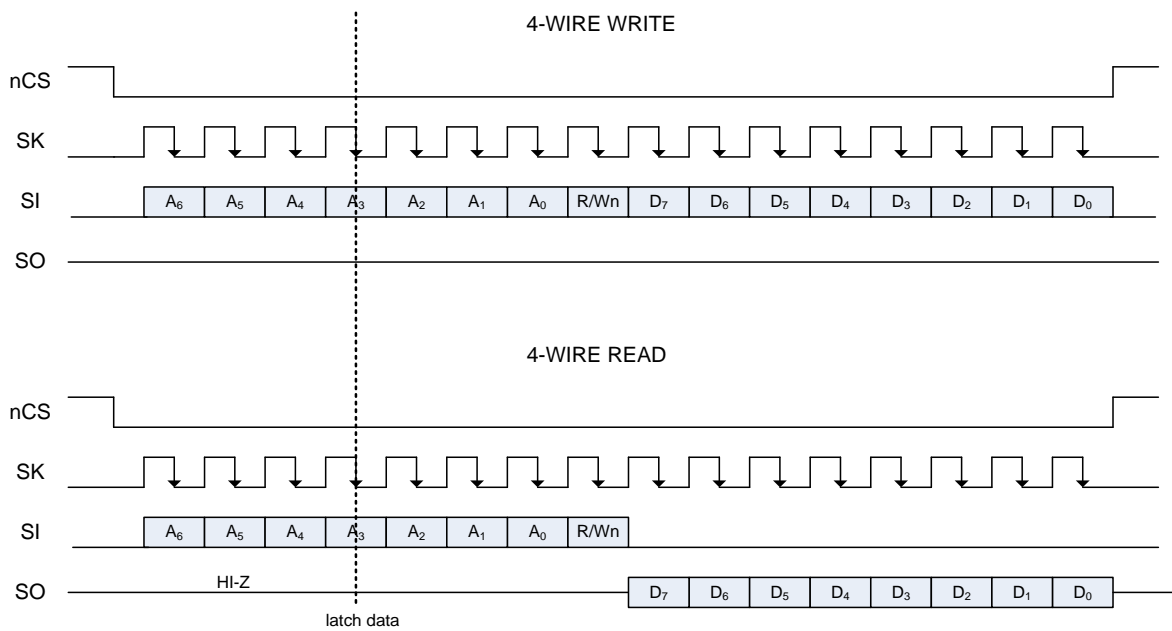 4-WIRE WRITE
nCS
SK
SI A₆ A₅ A₄ A₃ A₂ A₁ A₀ R/Wn D₇ D₆ D₅ D₄ D₃ D₂ D₁ D₀
SO
4-WIRE READ
nCS
SK
SI A₆ A₅ A₄ A₃ A₂ A₁ A₀ R/Wn
SO HI-Z D₇ D₆ D₅ D₄ D₃ D₂ D₁ D₀
latch data